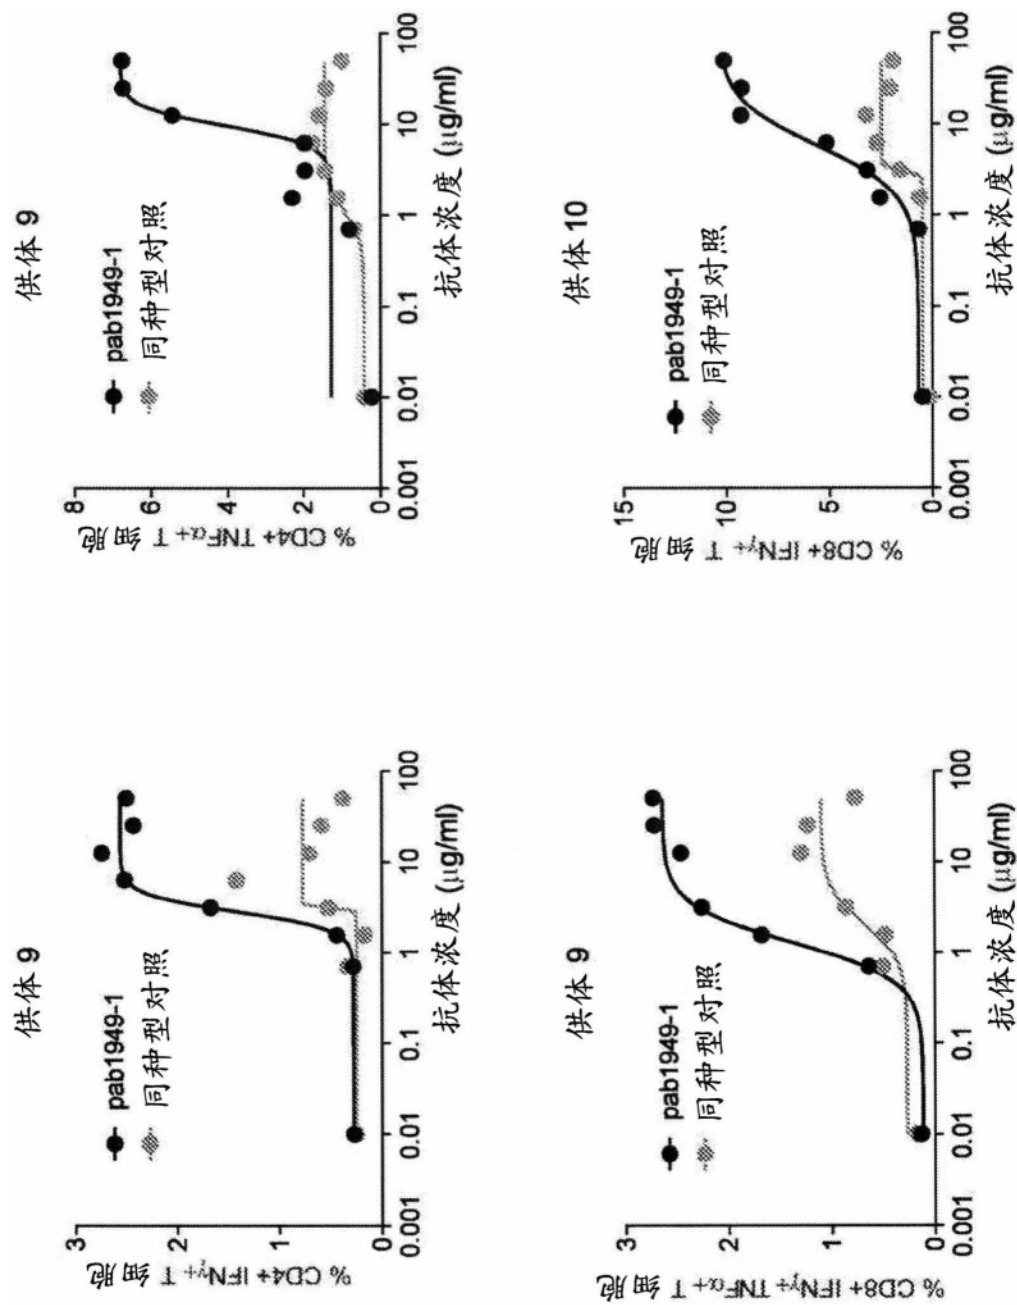 供体 9
% CD4+ IFNγ+ T 细胞
3
2
1
0
pab1949-1
同种型对照
0.001 0.01 0.1 1 10 100
抗体浓度 (μg/ml)
供体 9
% CD4+ TNFα+ T 细胞
8
6
4
2
0
pab1949-1
同种型对照
0.001 0.01 0.1 1 10 100
抗体浓度 (μg/ml)
供体 9
% CD8+ IFNγ+ TNFα+ T 细胞
3
2
1
0
pab1949-1
同种型对照
0.001 0.01 0.1 1 10 100
抗体浓度 (μg/ml)
供体 10
% CD8+ IFNγ+ T 细胞
15
10
5
0
pab1949-1
同种型对照
0.001 0.01 0.1 1 10 100
抗体浓度 (μg/ml)